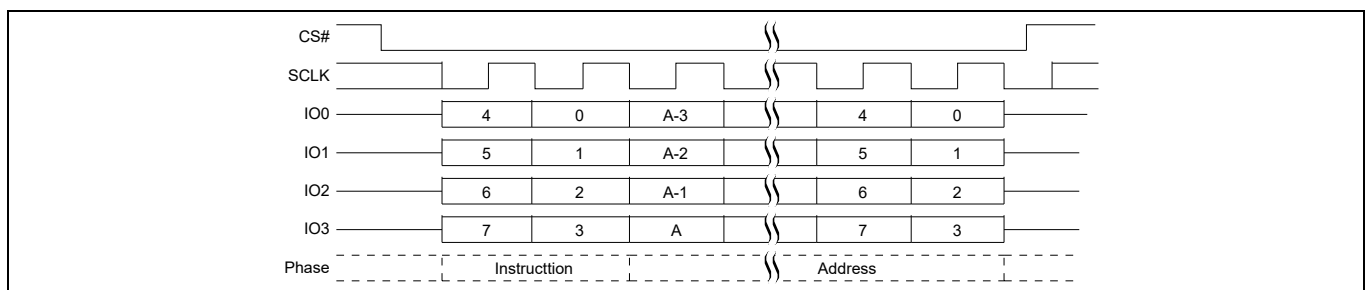 CS#
SCLK
IO0 4 0 A-3 4 0
IO1 5 1 A-2 5 1
IO2 6 2 A-1 6 2
IO3 7 3 A 7 3
Phase Instructtion Address